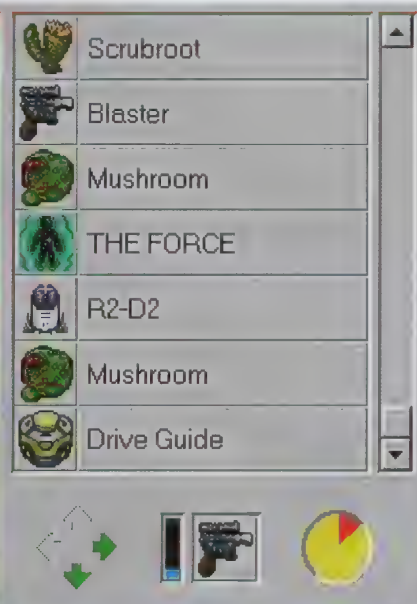 Scrubroot
Blaster
Mushroom
THE FORCE
R2-D2
Mushroom
Drive Guide